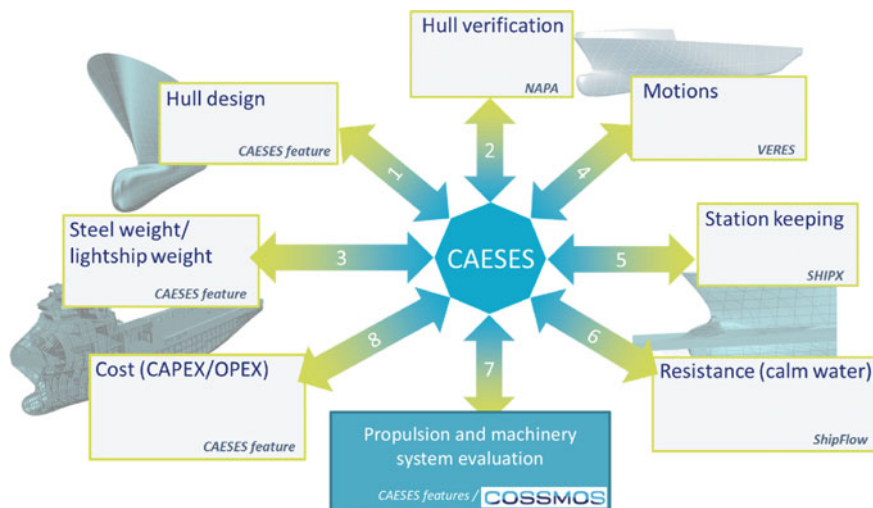 Hull verification
NAPA
Hull design
CAESES feature
Motions
VERES
1
2
4
Steel weight/
lightship weight
CAESES feature
3
CAESES
5
Station keeping
SHIPX
8
7
6
Cost (CAPEX/OPEX)
CAESES feature
Resistance (calm water)
ShipFlow
Propulsion and machinery
system evaluation
CAESES features / COSSMOS